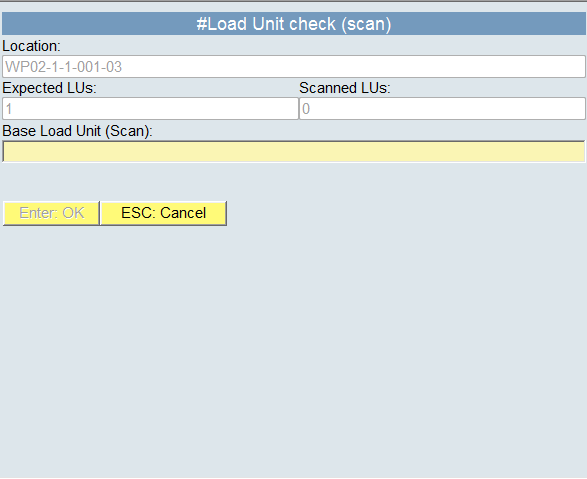 #Load Unit check (scan)
Location:
WP02-1-1-001-03
Expected LUs: Scanned LUs:
1 0
Base Load Unit (Scan):
Enter: OK ESC: Cancel